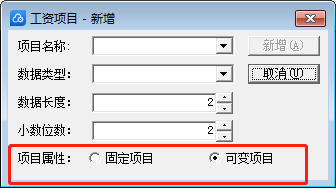 工资项目 - 新增
项目名称： 新增(A)
数据类型： 取消(U)
数据长度： 2
小数位数： 2
项目属性： 固定项目 可变项目